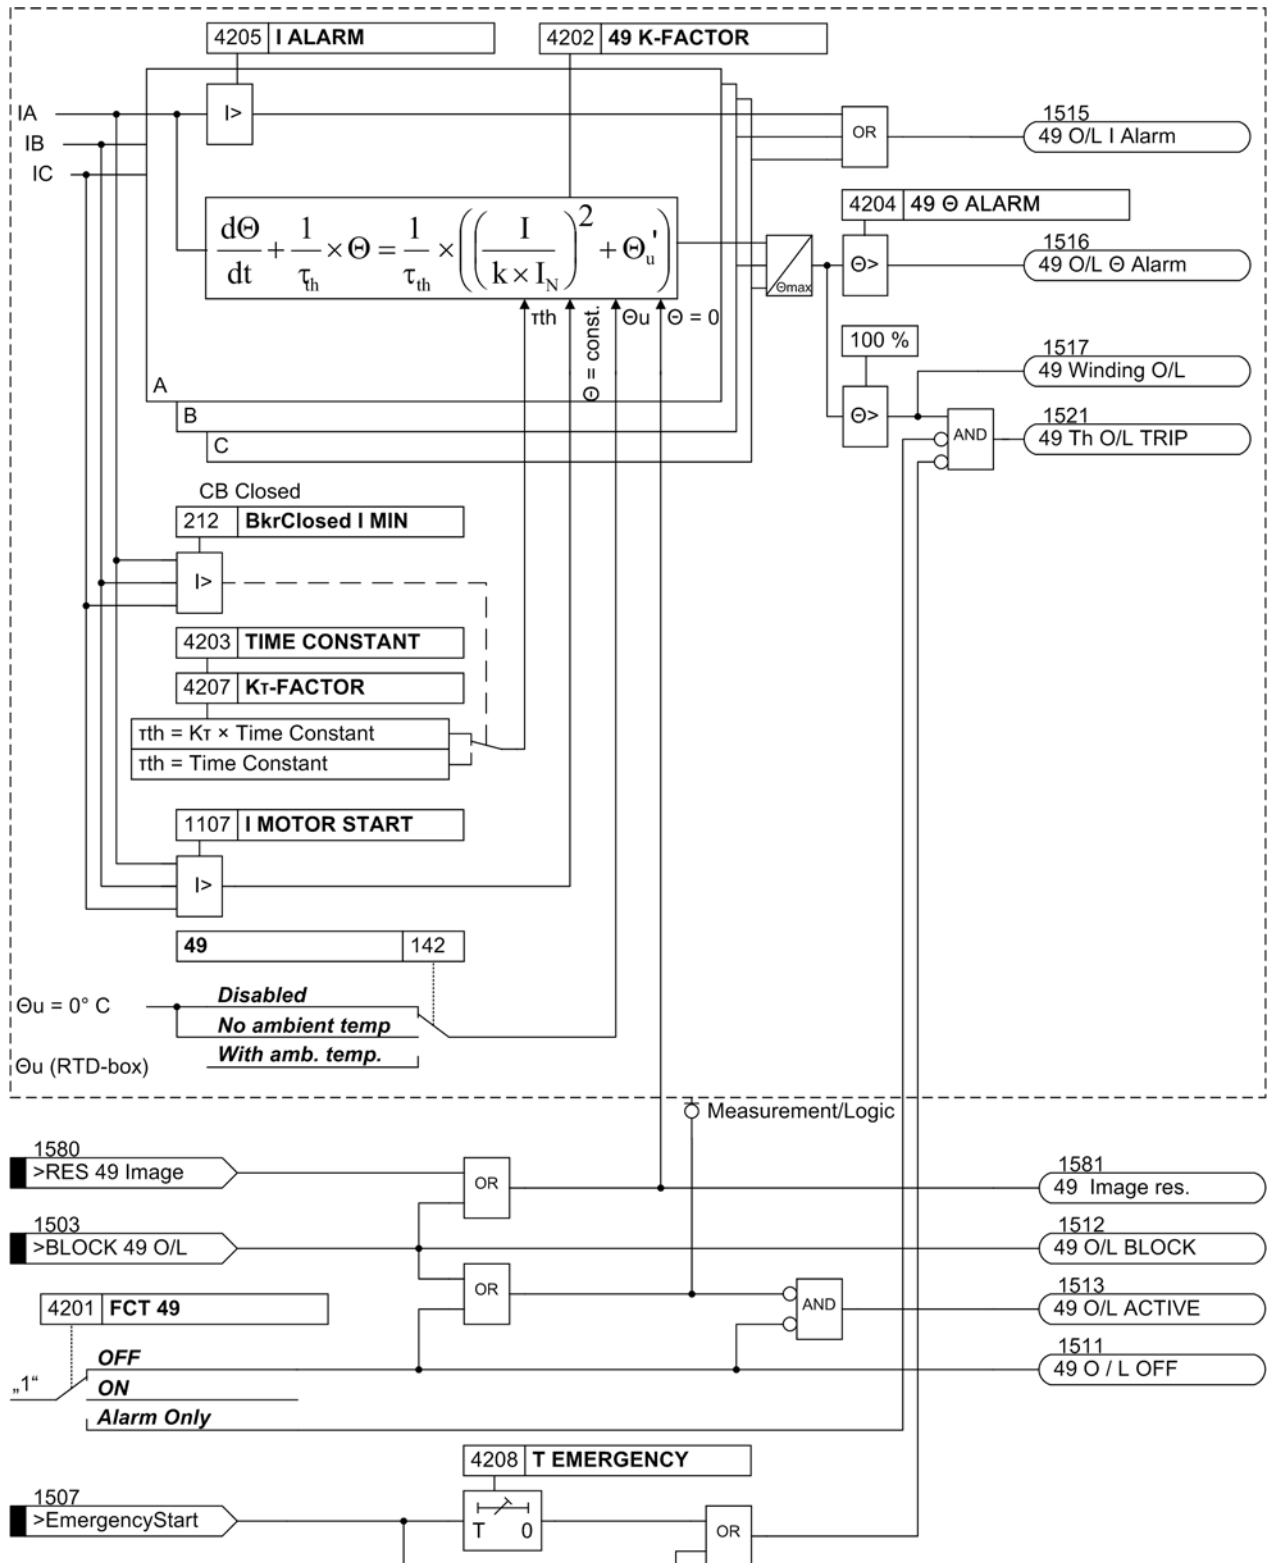 4205 I ALARM
4202 49 K-FACTOR
IA
I>
IB
IC
OR
1515
49 O/L I Alarm
4204 49 Θ ALARM
dΘ/dt + 1/τth × Θ = 1/τth × ((I/(k × IN))² + Θu')
Θmax
Θ>
1516
49 O/L Θ Alarm
τth
Θ = const.
Θu
Θ = 0
100 %
1517
49 Winding O/L
A
B
C
Θ>
AND
1521
49 Th O/L TRIP
CB Closed
212 BkrClosed I MIN
I>
4203 TIME CONSTANT
4207 Kτ-FACTOR
τth = Kτ × Time Constant
τth = Time Constant
1107 I MOTOR START
I>
49 142
Θu = 0° C
Disabled
No ambient temp
With amb. temp.
Θu (RTD-box)
Measurement/Logic
1580
>RES 49 Image
OR
1581
49 Image res.
1503
>BLOCK 49 O/L
1512
49 O/L BLOCK
OR
AND
1513
49 O/L ACTIVE
4201 FCT 49
1511
49 O / L OFF
„1“
OFF
ON
Alarm Only
4208 T EMERGENCY
1507
>EmergencyStart
T 0
OR